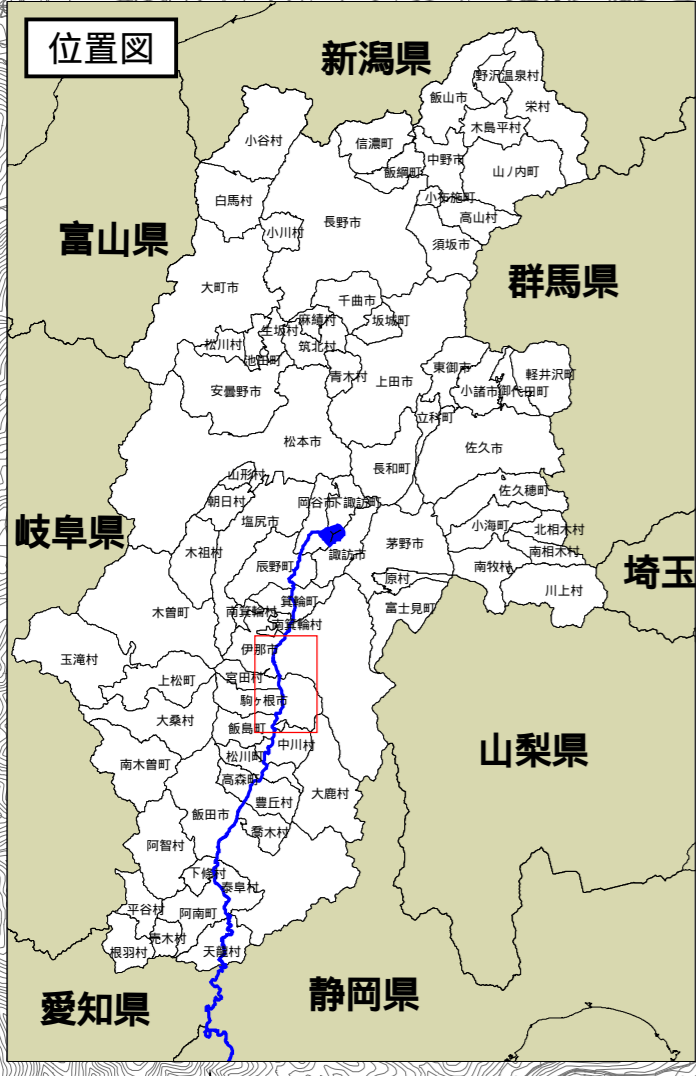 位置図
新潟県
野沢温泉村
飯山市
栄村
木島平村
小谷村
信濃町
中野市
飯綱町
山ノ内町
白馬村
小布施町
高山村
長野市
小川村
須坂市
富山県
群馬県
大町市
千曲市
麻績村
坂城町
生坂村
松川村
筑北村
池田町
青木村
上田市
東御市
軽井沢町
安曇野市
小諸市
御代田町
立科町
松本市
佐久市
長和町
山形村
佐久穂町
朝日村
岡谷市
下諏訪町
塩尻市
小海町
北相木村
岐阜県
茅野市
木祖村
諏訪市
南相木村
辰野町
南牧村
埼玉
原村
川上村
箕輪町
木曽町
南箕輪村
富士見町
南箕輪村
伊那市
玉滝村
上松町
宮田村
駒ヶ根市
大桑村
飯島町
中川村
山梨県
南木曽町
松川町
高森町
大鹿村
豊丘村
飯田市
喬木村
阿智村
下條村
泰阜村
平谷村
阿南町
売木村
根羽村
天龍村
愛知県
静岡県